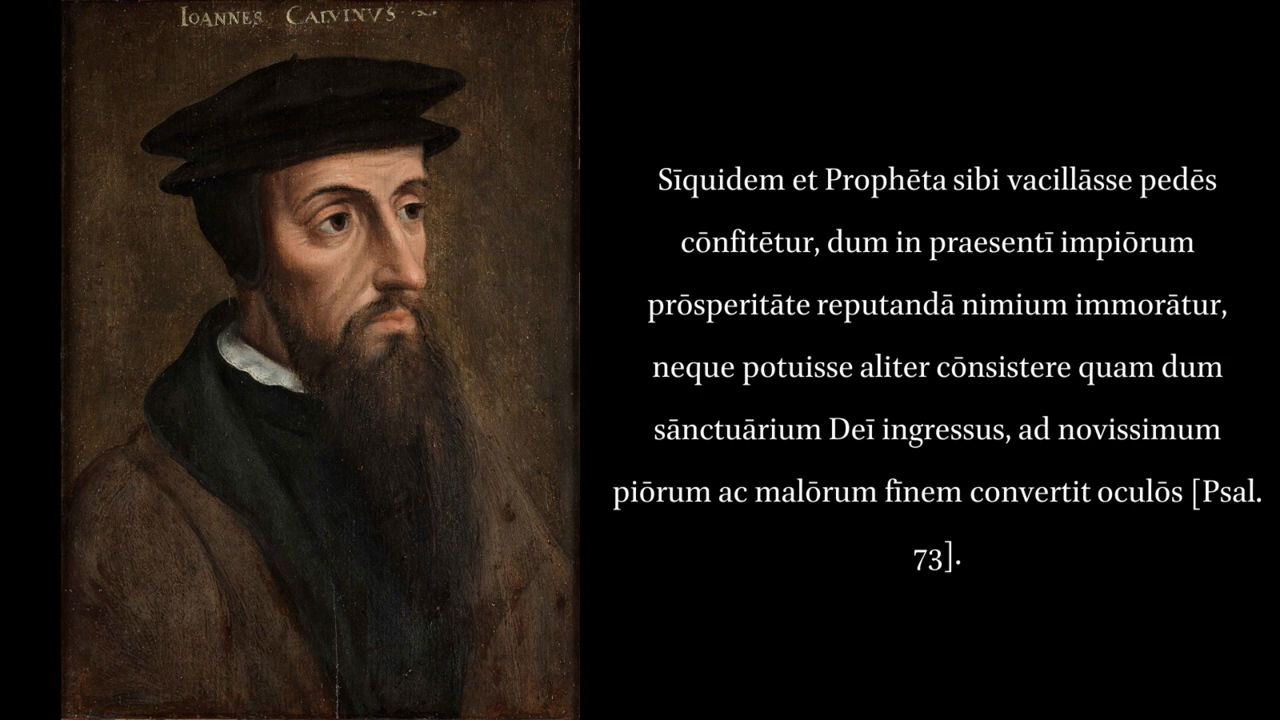 IOANNES CALVINVS
Sīquidem et Prophēta sibi vacillāsse pedēs
cōnfitētur, dum in praesentī impiōrum
prōsperitāte reputandā nimium immorātur,
neque potuisse aliter cōnsistere quam dum
sānctuārium Deī ingressus, ad novissimum
piōrum ac malōrum fīnem convertit oculōs [Psal.
73].